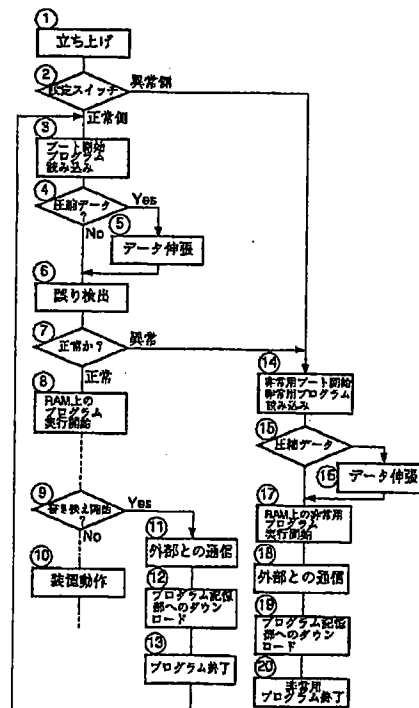 ①
立ち上げ
②
設定スイッチ
異常側
正常側
③
ブート開始
プログラム
読み込み
④
圧縮データ
?
Yes
No
⑤
データ伸張
⑥
誤り検出
⑦
正常か?
異常
正常
⑧
RAM上の
プログラム
実行開始
⑨
書き換え開始
?
Yes
No
⑩
装置動作
⑪
外部との通信
⑫
プログラム記憶
部へのダウン
ロード
⑬
プログラム終了
⑭
非常用ブート開始
非常用プログラム
読み込み
⑮
圧縮データ
⑯
データ伸張
⑰
RAM上の非常用
プログラム
実行開始
⑱
外部との通信
⑲
プログラム記憶
部へのダウン
ロード
⑳
非常用
プログラム終了